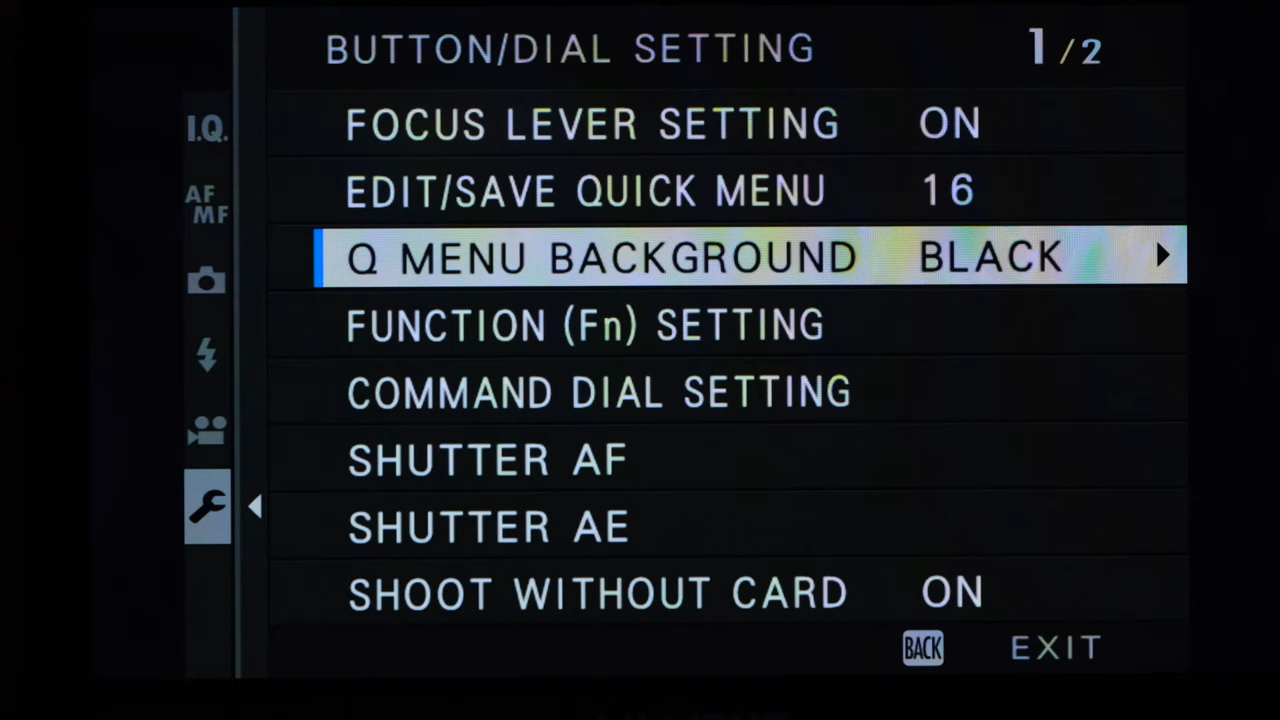 BUTTON/DIAL SETTING 1/2
I.Q.
FOCUS LEVER SETTING ON
AF
MF
EDIT/SAVE QUICK MENU 16
Q MENU BACKGROUND BLACK
FUNCTION (Fn) SETTING
COMMAND DIAL SETTING
SHUTTER AF
SHUTTER AE
SHOOT WITHOUT CARD ON
BACK EXIT